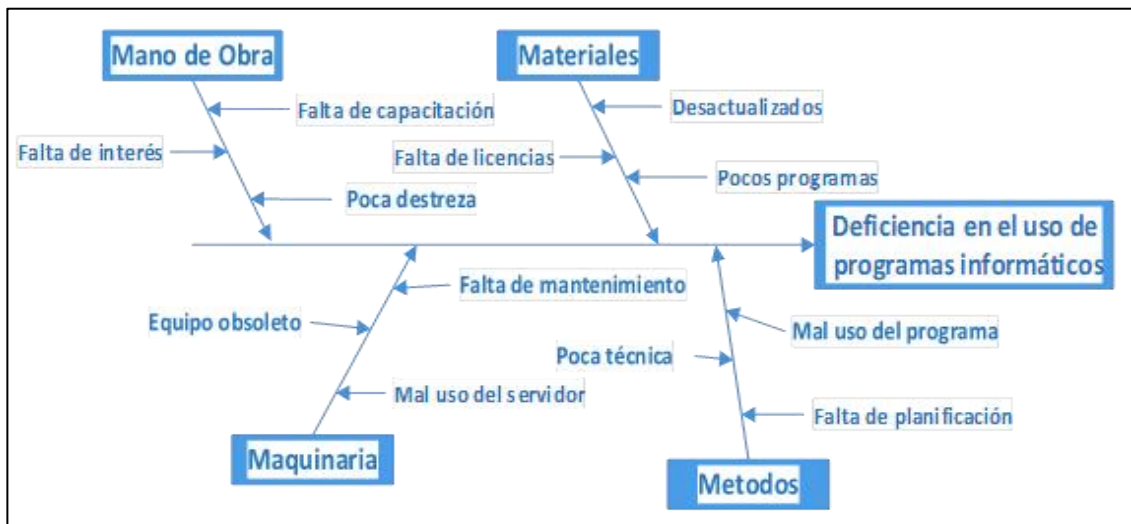 Mano de Obra
Materiales
Falta de capacitación
Desactualizados
Falta de interés
Falta de licencias
Pocos programas
Poca destreza
Deficiencia en el uso de
programas informáticos
Falta de mantenimiento
Equipo obsoleto
Mal uso del programa
Poca técnica
Mal uso del servidor
Falta de planificación
Maquinaria
Metodos